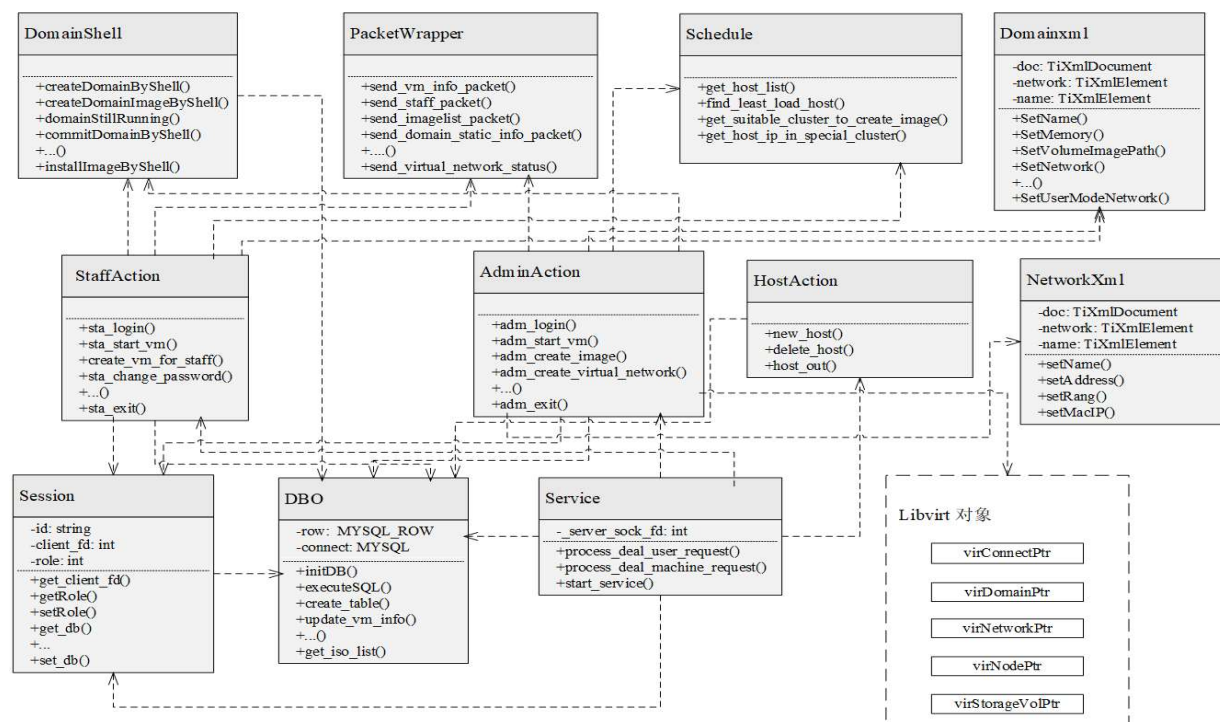 DomainShell
+createDomainByShell()
+createDomainImageByShell()
+domainStillRunning()
+commitDomainByShell()
+...()
+installImageByShell()
PacketWrapper
+send_vm_info_packet()
+send_staff_packet()
+send_imagelist_packet()
+send_domain_static_info_packet()
+....()
+send_virtual_network_status()
Schedule
+get_host_list()
+find_least_load_host()
+get_suitable_cluster_to_create_image()
+get_host_ip_in_special_cluster()
Domainxml
-doc: TiXmlDocument
-network: TiXmlElement
-name: TiXmlElement
+SetName()
+SetMemory()
+SetVolumeImagePath()
+SetNetwork()
+...()
+SetUserModeNetwork()
StaffAction
+sta_login()
+sta_start_vm()
+create_vm_for_staff()
+sta_change_password()
+...()
+sta_exit()
AdminAction
+adm_login()
+adm_start_vm()
+adm_create_image()
+adm_create_virtual_network()
+...()
+adm_exit()
HostAction
+new_host()
+delete_host()
+host_out()
NetworkXml
-doc: TiXmlDocument
-network: TiXmlElement
-name: TiXmlElement
+setName()
+setAddress()
+setRang()
+setMacIP()
Session
-id: string
-client_fd: int
-role: int
+get_client_fd()
+getRole()
+setRole()
+get_db()
+...
+set_db()
DBO
-row: MYSQL_ROW
-connect: MYSQL
+initDB()
+executeSQL()
+create_table()
+update_vm_info()
+...()
+get_iso_list()
Service
-_server_sock_fd: int
+process_deal_user_request()
+process_deal_machine_request()
+start_service()
Libvirt 对象
virConnectPtr
virDomainPtr
virNetworkPtr
virNodePtr
virStorageVolPtr